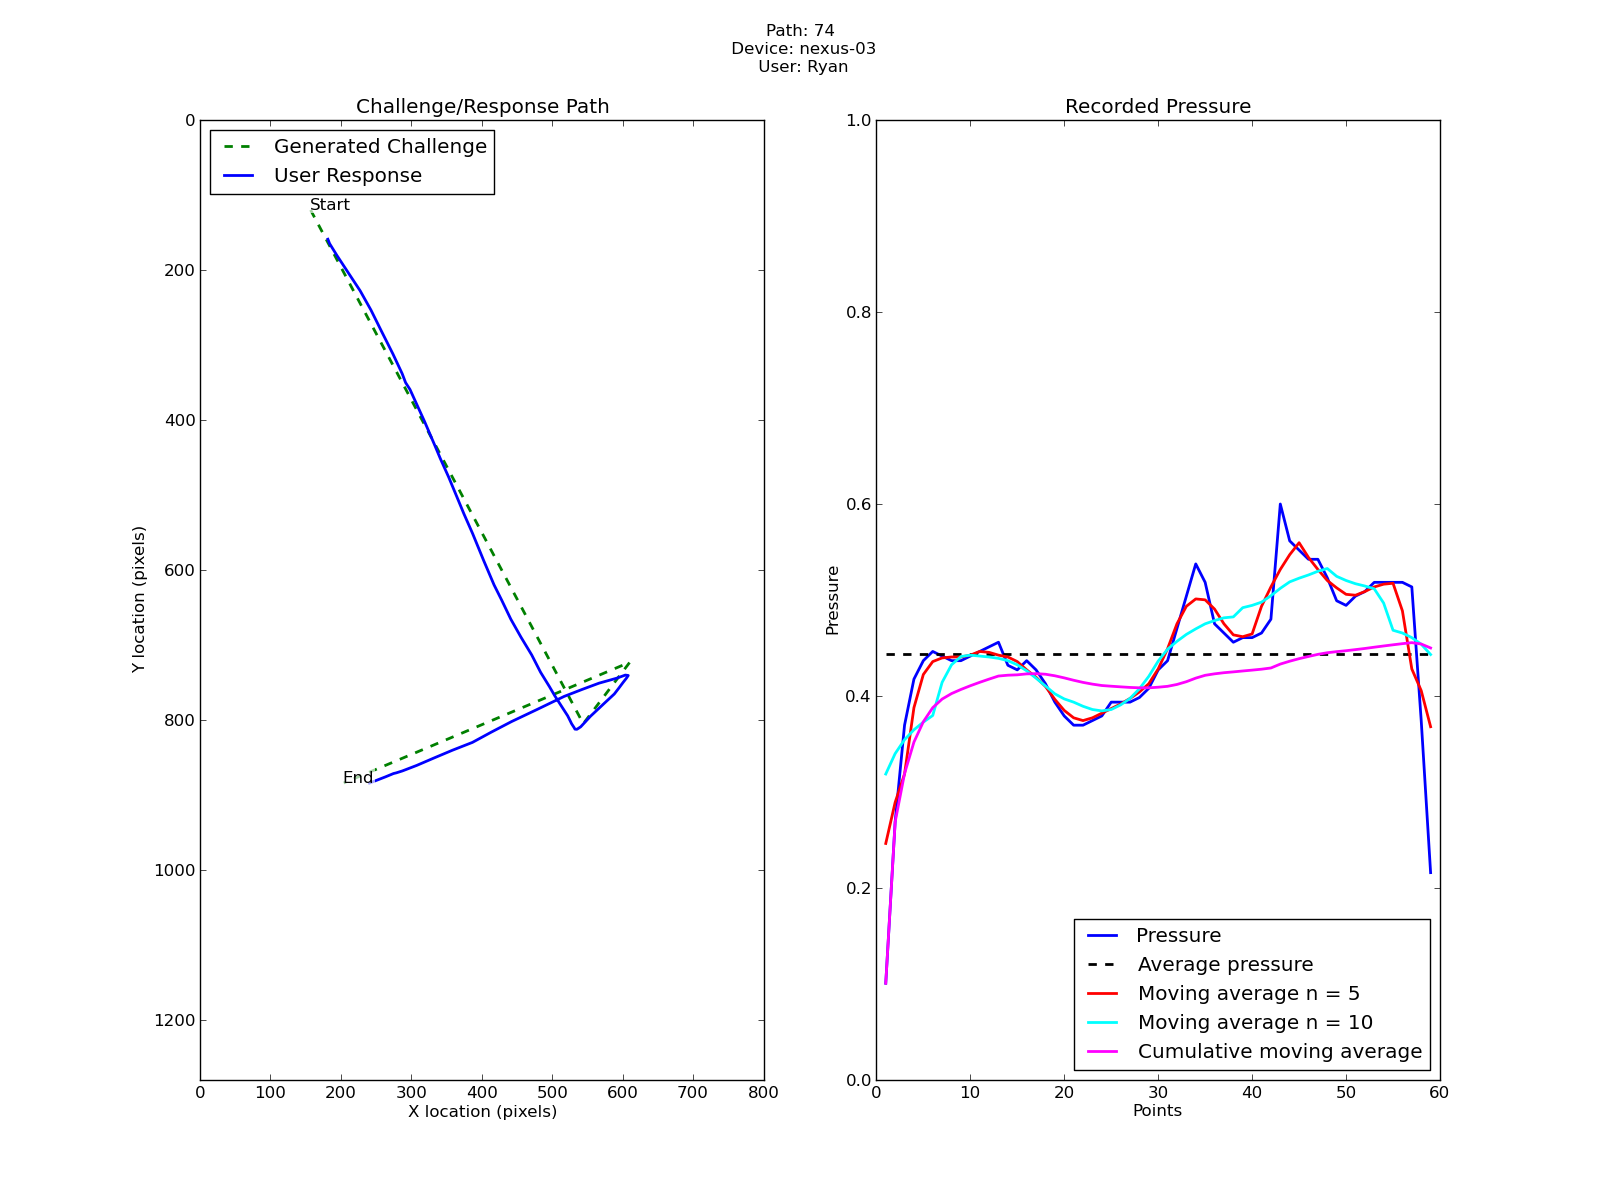 Path: 74
Device: nexus-03
User: Ryan
Challenge/Response Path
Generated Challenge
User Response
Start
End
0
200
400
600
800
1000
1200
Y location (pixels)
0 100 200 300 400 500 600 700 800
X location (pixels)
Recorded Pressure
1.0
0.8
0.6
0.4
0.2
0.0
Pressure
Pressure
Average pressure
Moving average n = 5
Moving average n = 10
Cumulative moving average
0 10 20 30 40 50 60
Points